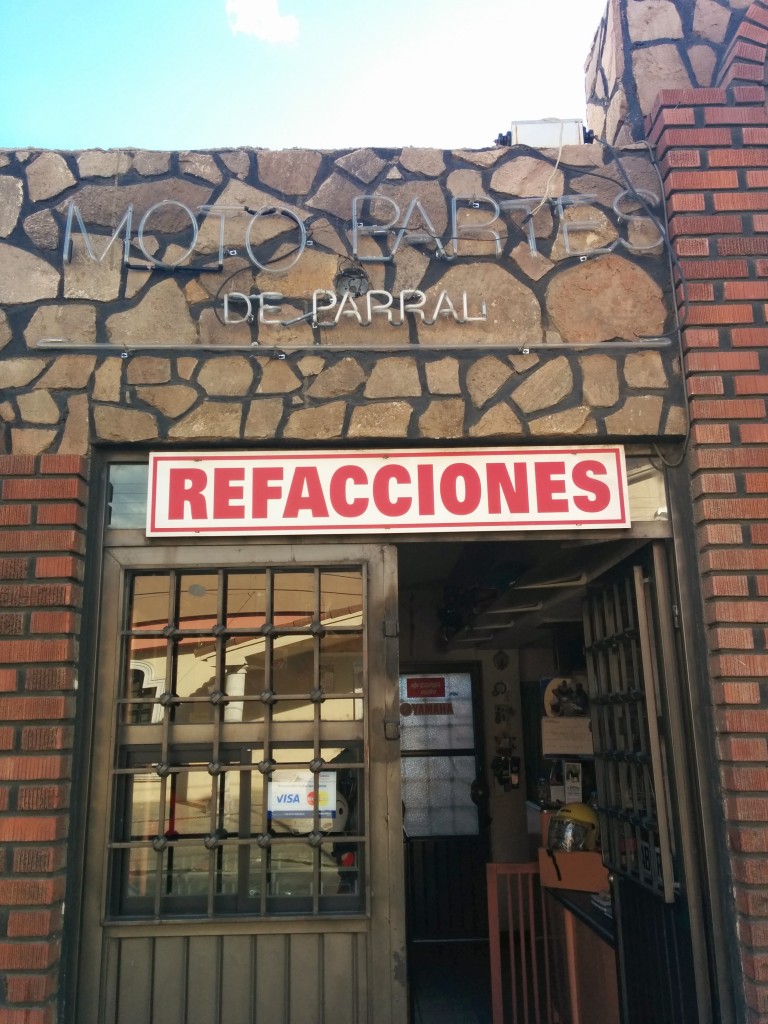 MOTO PARTES
DE PARRAL
REFACCIONES
VISA